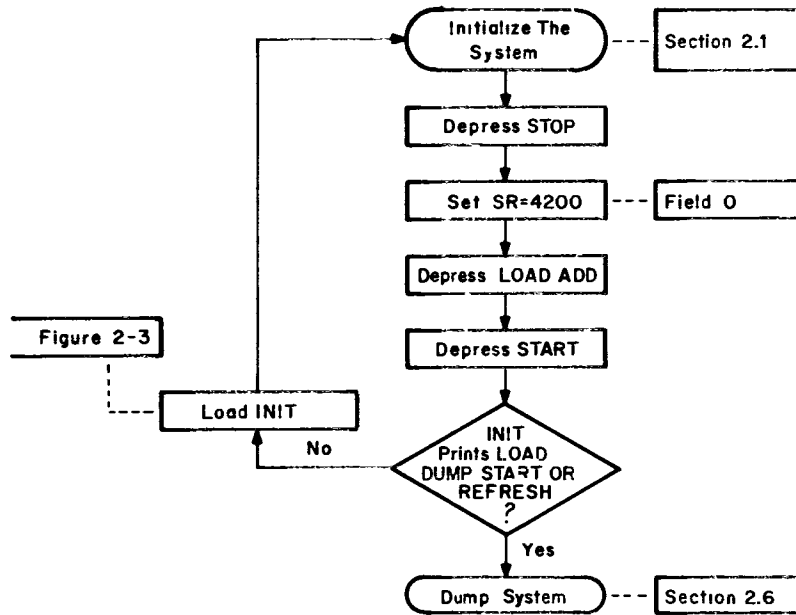 Initialize The
System
Section 2.1
Depress STOP
Set SR=4200
Field 0
Depress LOAD ADD
Figure 2-3
Depress START
Load INIT
No
INIT
Prints LOAD
DUMP START OR
REFRESH
?
Yes
Dump System
Section 2.6